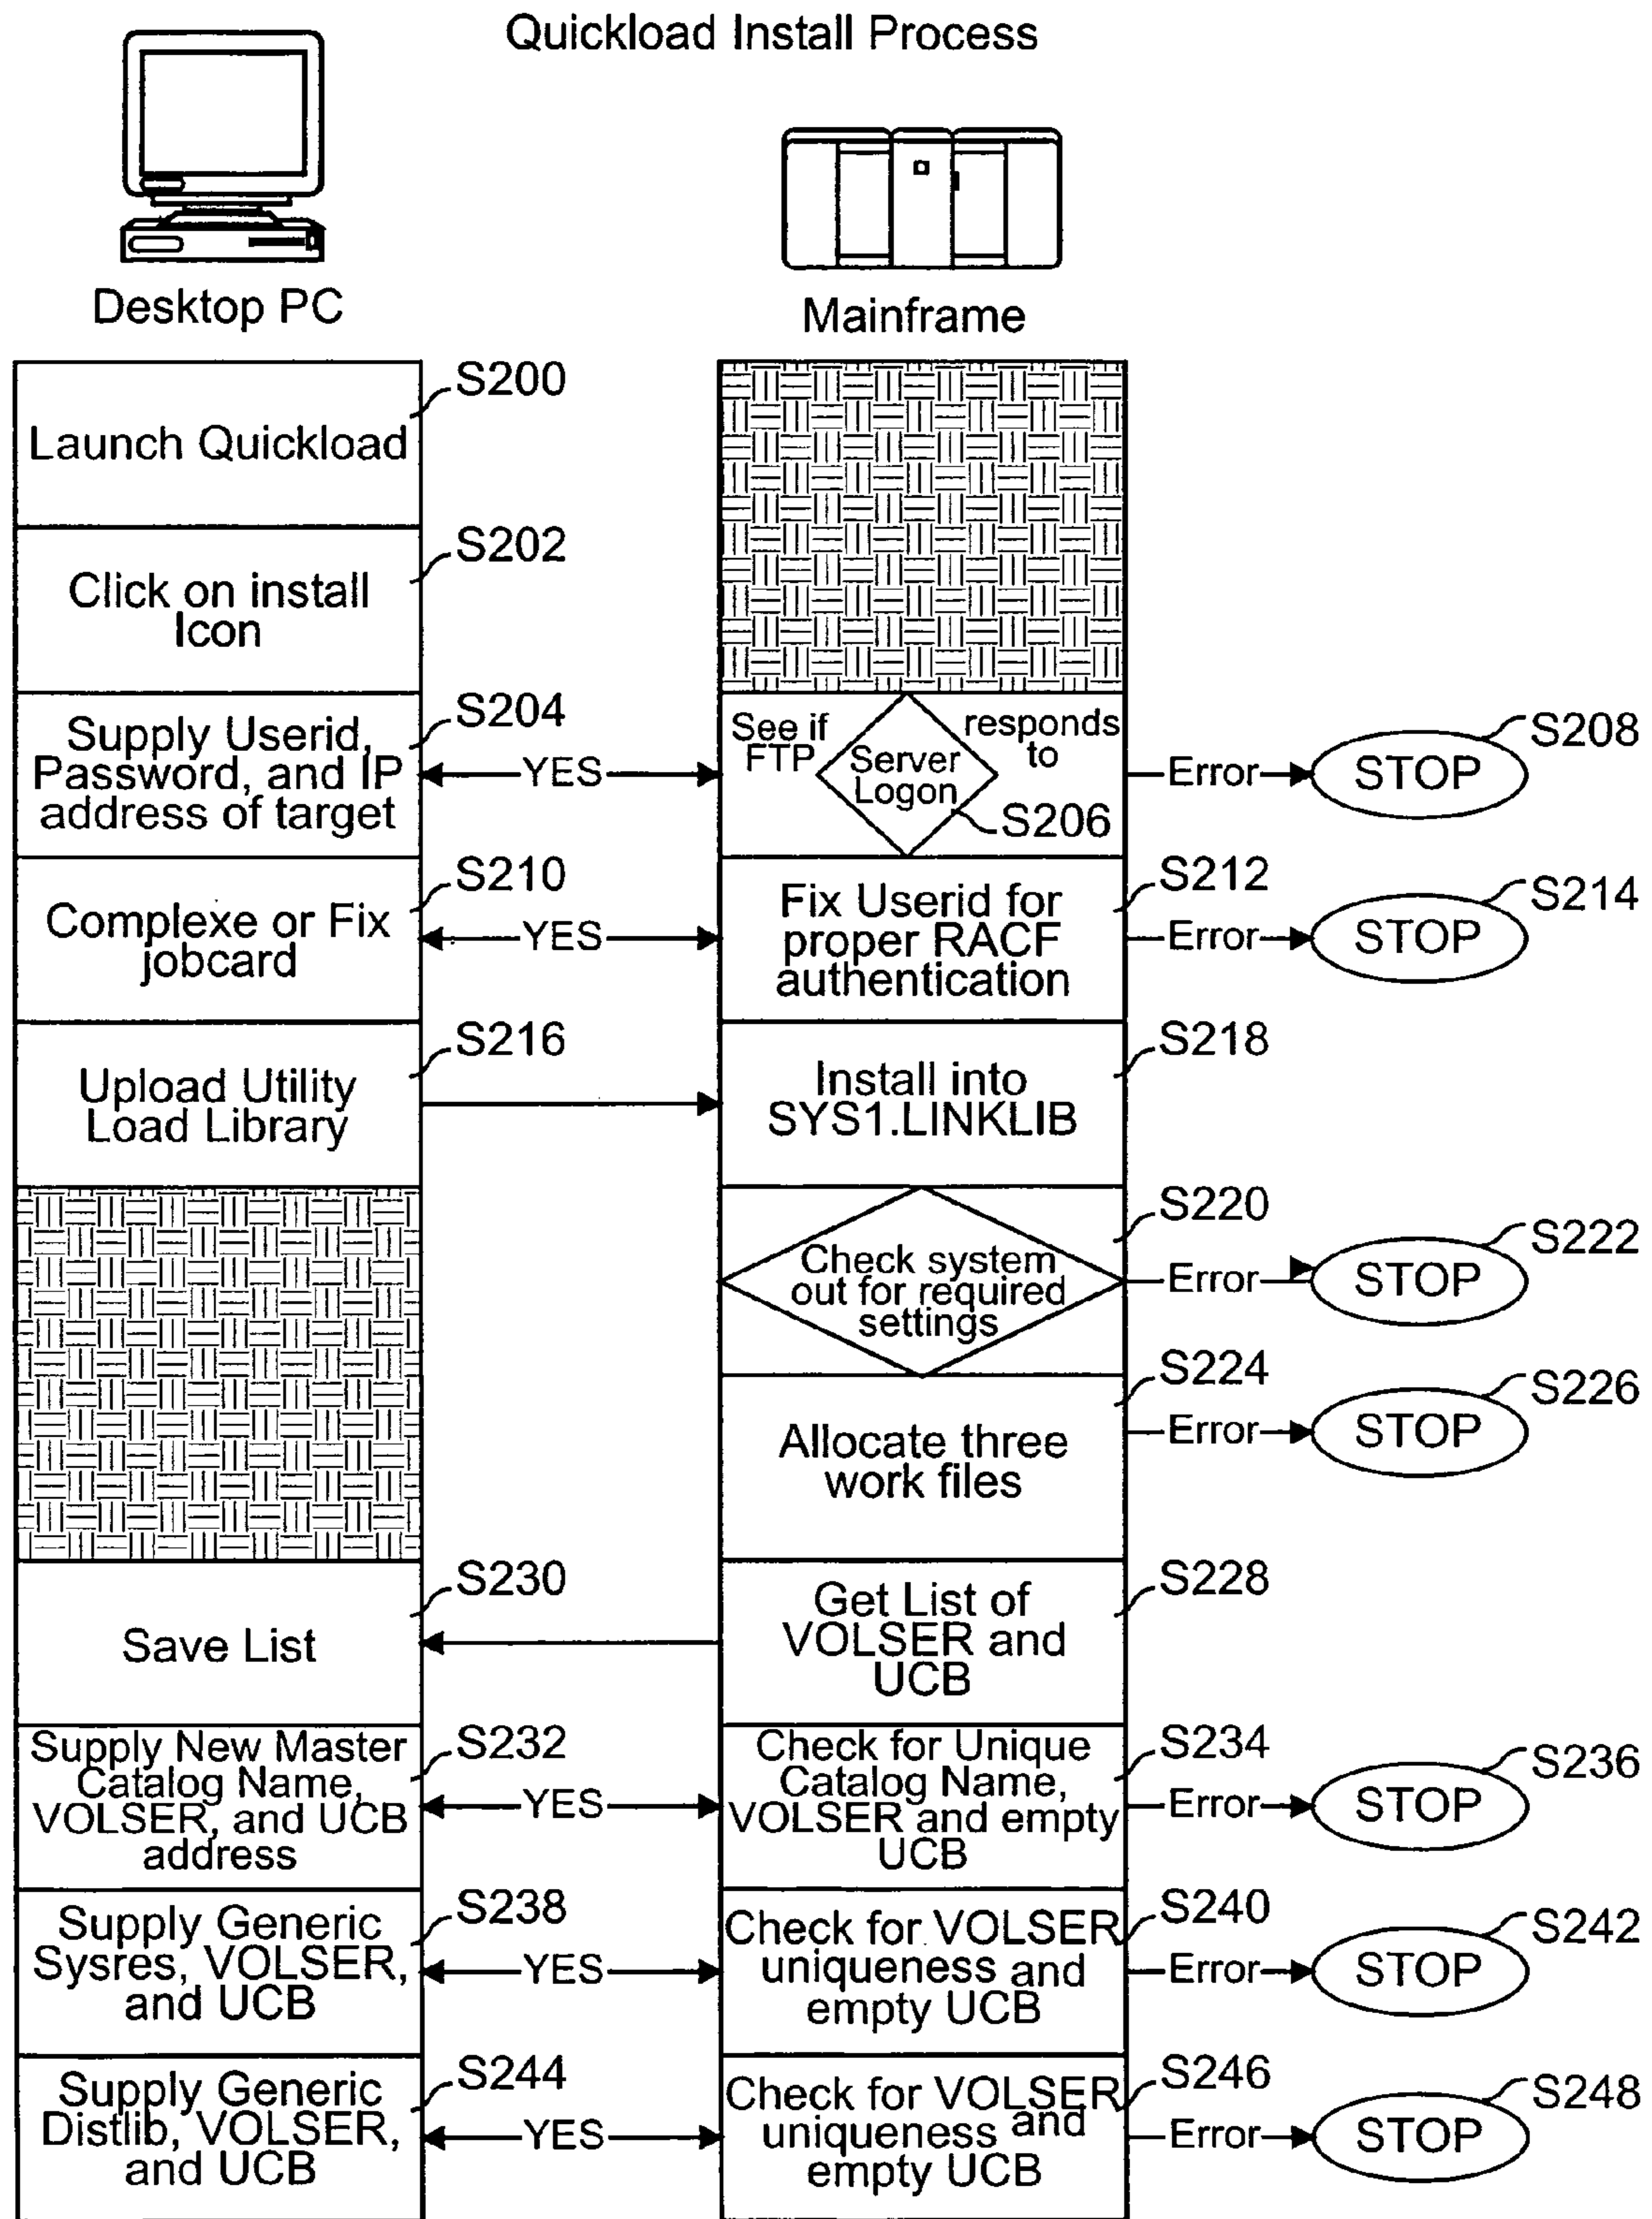 Quickload Install Process
Desktop PC
Mainframe
S200
Launch Quickload
S202
Click on install
Icon
S204
Supply Userid,
Password, and IP
address of target
YES
See if
FTP
Server
Logon
responds
to
S206
Error
STOP
S208
S210
Complexe or Fix
jobcard
YES
S212
Fix Userid for
proper RACF
authentication
Error
STOP
S214
S216
Upload Utility
Load Library
S218
Install into
SYS1.LINKLIB
S220
Check system
out for required
settings
Error
STOP
S222
S224
Allocate three
work files
Error
STOP
S226
S228
Get List of
VOLSER and
UCB
S230
Save List
S232
Supply New Master
Catalog Name,
VOLSER, and UCB
address
YES
S234
Check for Unique
Catalog Name,
VOLSER and empty
UCB
Error
STOP
S236
S238
Supply Generic
Sysres, VOLSER,
and UCB
YES
S240
Check for VOLSER
uniqueness and
empty UCB
Error
STOP
S242
S244
Supply Generic
Distlib, VOLSER,
and UCB
YES
S246
Check for VOLSER
uniqueness and
empty UCB
Error
STOP
S248